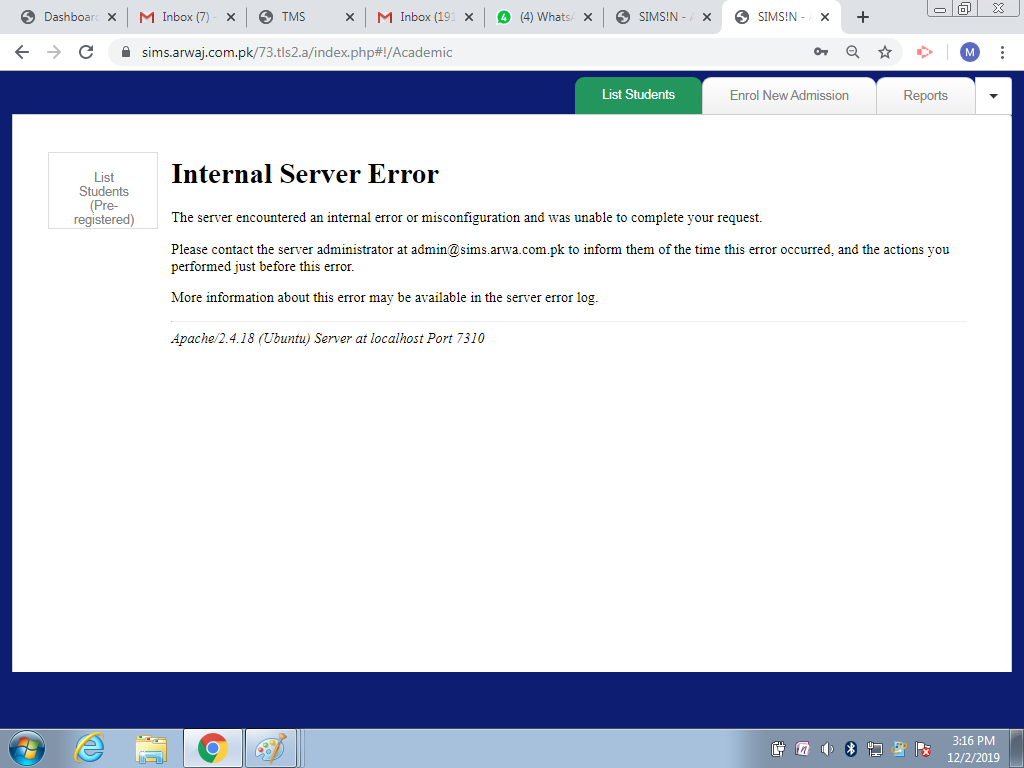 Dashboar
Inbox (7) -
TMS
Inbox (191
4
(4) Whats
SIMS!N -
SIMS!N -
sims.arwaj.com.pk/73.tls2.a/index.php#!/Academic
M
List Students
Enrol New Admission
Reports
List
Students
(Pre-
registered)
Internal Server Error
The server encountered an internal error or misconfiguration and was unable to complete your request.
Please contact the server administrator at admin@sims.arwa.com.pk to inform them of the time this error occurred, and the actions you
performed just before this error.
More information about this error may be available in the server error log.
Apache/2.4.18 (Ubuntu) Server at localhost Port 7310
3:16 PM
12/2/2019